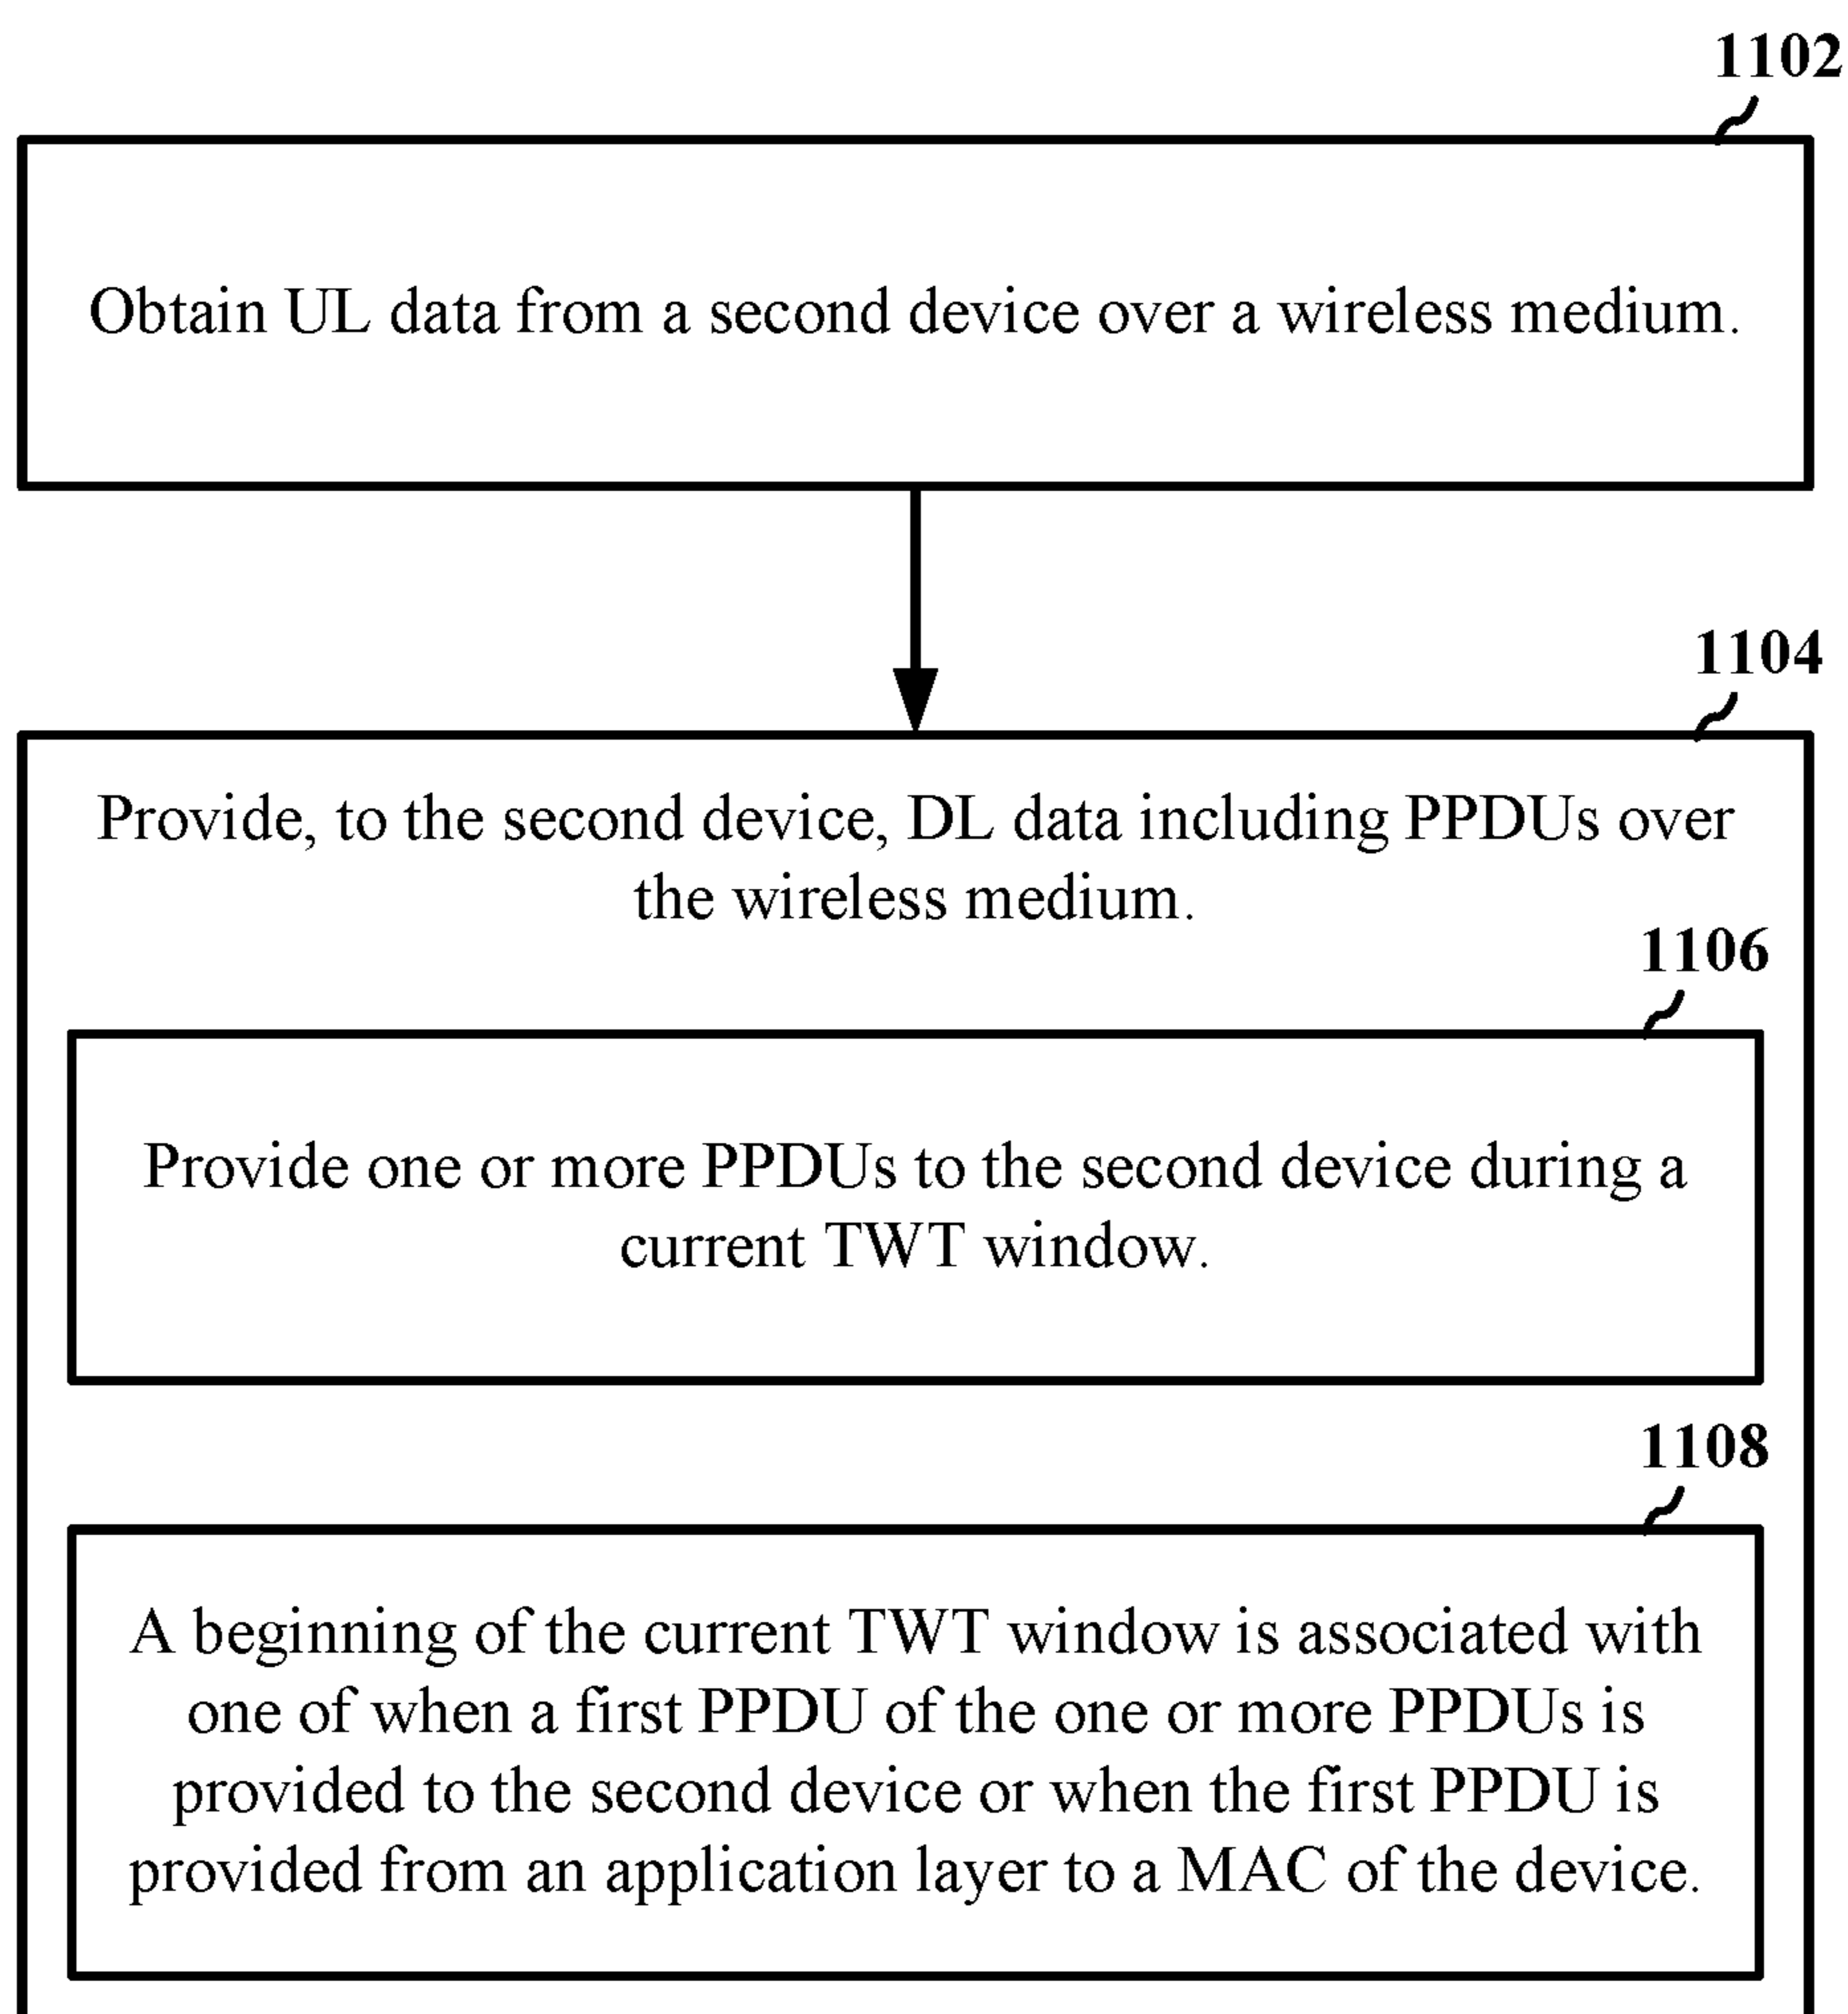 1102
Obtain UL data from a second device over a wireless medium.
1104
Provide, to the second device, DL data including PPDUs over
the wireless medium.
1106
Provide one or more PPDUs to the second device during a
current TWT window.
1108
A beginning of the current TWT window is associated with
one of when a first PPDU of the one or more PPDUs is
provided to the second device or when the first PPDU is
provided from an application layer to a MAC of the device.